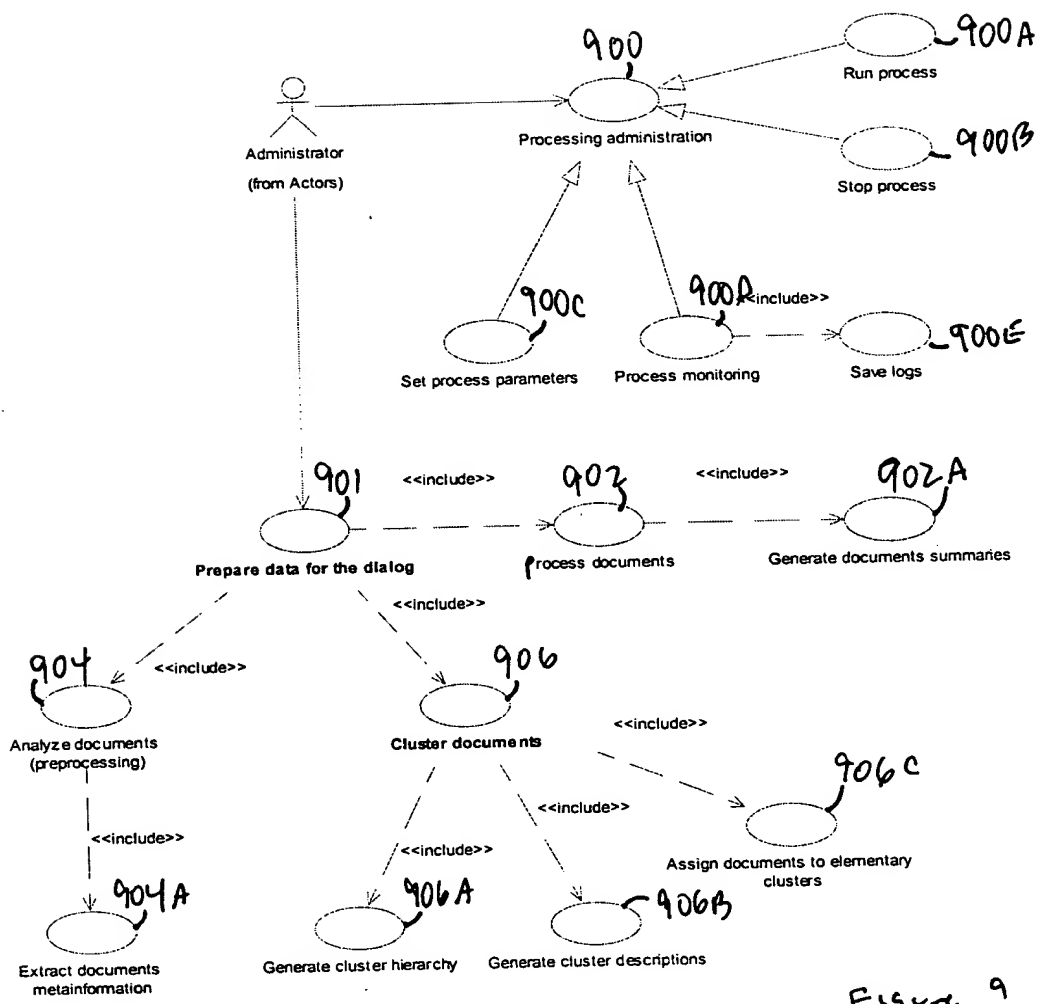 900
900A
Run process
Administrator
(from Actors)
Processing administration
900B
Stop process
900C
900D
<<include>>
900E
Set process parameters
Process monitoring
Save logs
901
<<include>>
902
<<include>>
902A
Prepare data for the dialog
Process documents
Generate documents summaries
<<include>>
904
<<include>>
906
Analyze documents
(preprocessing)
Cluster documents
<<include>>
906C
<<include>>
<<include>>
<<include>>
Assign documents to elementary
clusters
904A
906A
906B
Extract documents
metainformation
Generate cluster hierarchy
Generate cluster descriptions
Figure 9